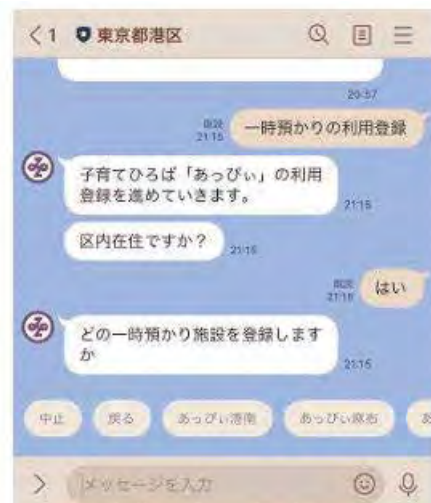 1 東京都港区
20:57
一時預かりの利用登録
既読
21:15
子育てひろば「あっぴぃ」の利用
登録を進めていきます。
21:15
区内在住ですか？
21:15
はい
既読
21:15
どの一時預かり施設を登録します
か
21:15
中止
戻る
あっぴぃ港南
あっぴぃ麻布
あ
メッセージを入力